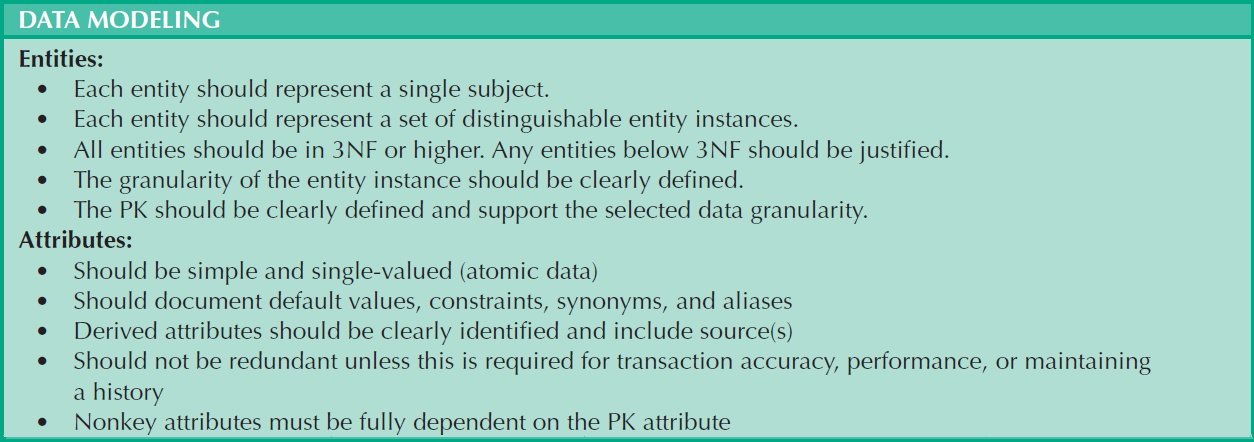 DATA MODELING
Entities:
• Each entity should represent a single subject.
• Each entity should represent a set of distinguishable entity instances.
• All entities should be in 3NF or higher. Any entities below 3NF should be justified.
• The granularity of the entity instance should be clearly defined.
• The PK should be clearly defined and support the selected data granularity.
Attributes:
• Should be simple and single-valued (atomic data)
• Should document default values, constraints, synonyms, and aliases
• Derived attributes should be clearly identified and include source(s)
• Should not be redundant unless this is required for transaction accuracy, performance, or maintaining
a history
• Nonkey attributes must be fully dependent on the PK attribute